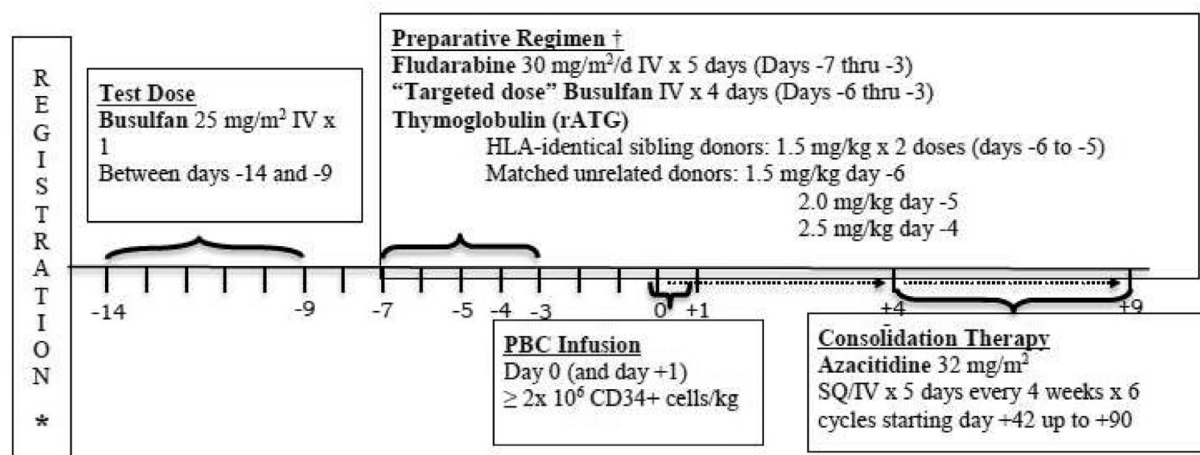 REGISTRATION *
Test Dose
Busulfan 25 mg/m² IV x
1
Between days -14 and -9
Preparative Regimen †
Fludarabine 30 mg/m²/d IV x 5 days (Days -7 thru -3)
“Targeted dose” Busulfan IV x 4 days (Days -6 thru -3)
Thymoglobulin (rATG)
HLA-identical sibling donors: 1.5 mg/kg x 2 doses (days -6 to -5)
Matched unrelated donors: 1.5 mg/kg day -6
2.0 mg/kg day -5
2.5 mg/kg day -4
-14 -9 -7 -5 -4 -3 0 +1 +4 +9
PBC Infusion
Day 0 (and day +1)
≥ 2x 10⁶ CD34+ cells/kg
Consolidation Therapy
Azacitidine 32 mg/m²
SQ/IV x 5 days every 4 weeks x 6
cycles starting day +42 up to +90